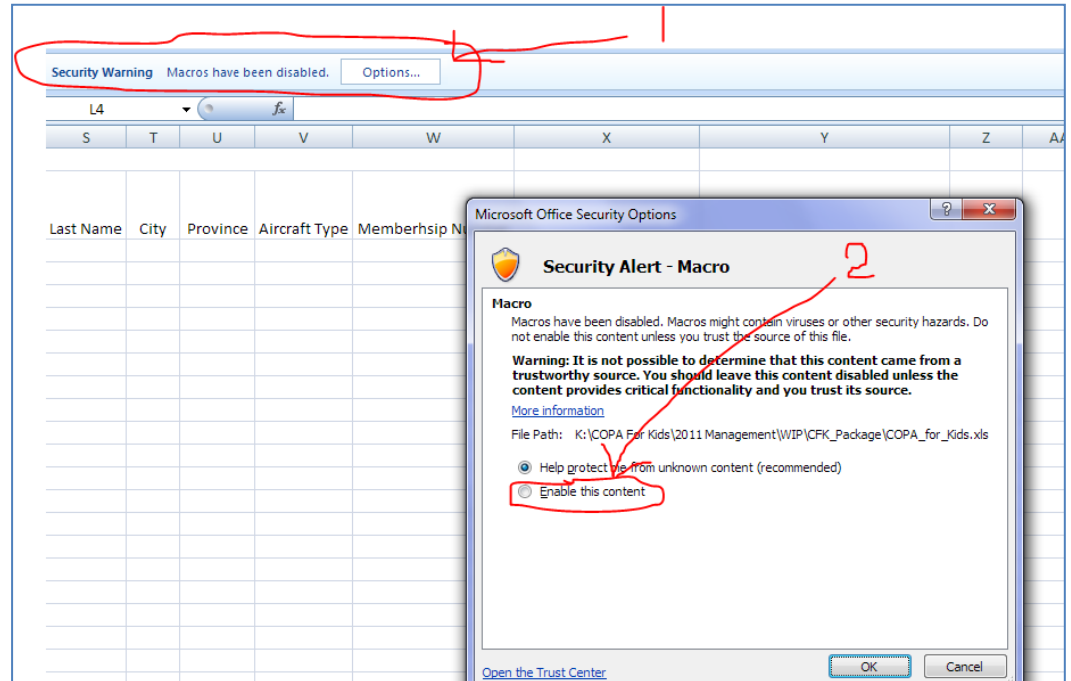 1
Security Warning Macros have been disabled. Options...
L4 fx
S T U V W X Y Z
Last Name City Province Aircraft Type Memberhsip
Microsoft Office Security Options
Security Alert - Macro
2
Macro
Macros have been disabled. Macros might contain viruses or other security hazards. Do
not enable this content unless you trust the source of this file.
Warning: It is not possible to determine that this content came from a
trustworthy source. You should leave this content disabled unless the
content provides critical functionality and you trust its source.
More information
File Path: K:\COPA For Kids\2011 Management\WIP\CFK_Package\COPA_for_Kids.xls
Help protect me from unknown content (recommended)
Enable this content
Open the Trust Center OK Cancel